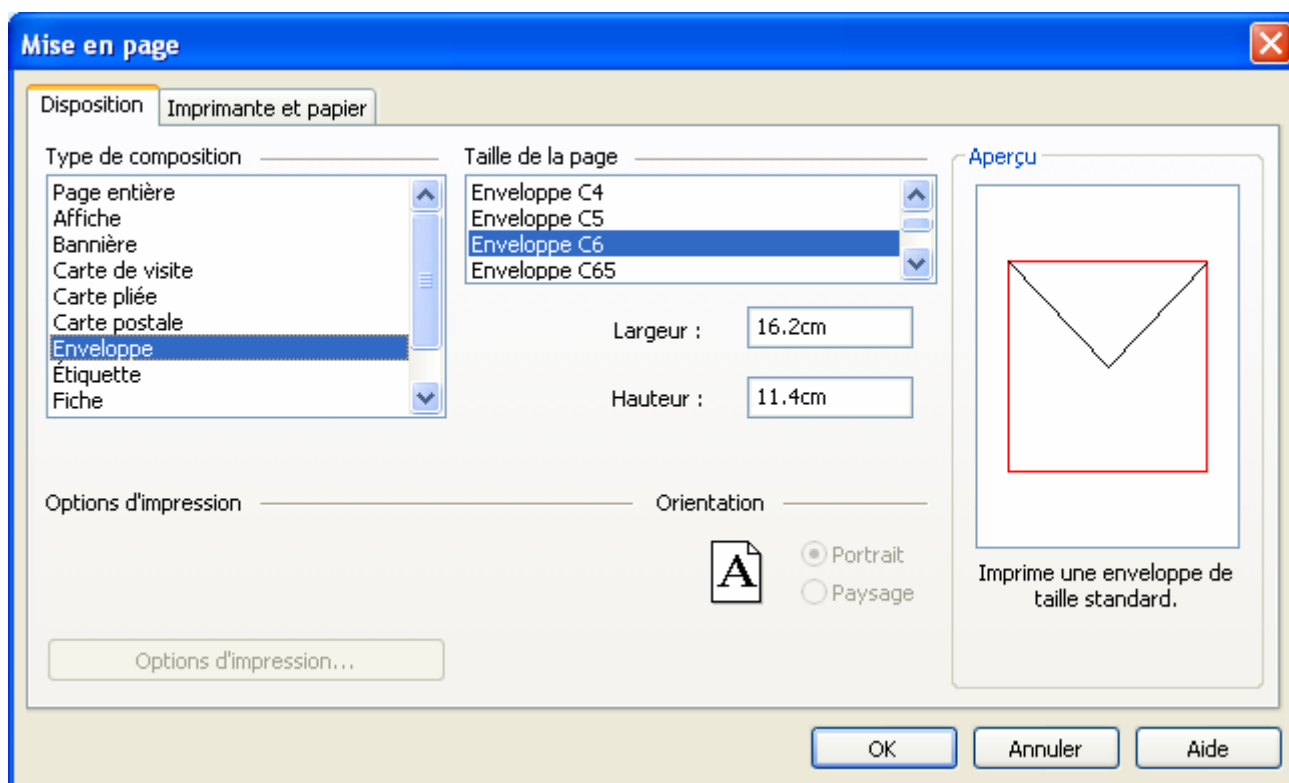 Mise en page
Disposition
Imprimante et papier
Type de composition
Page entière
Affiche
Bannière
Carte de visite
Carte pliée
Carte postale
Enveloppe
Étiquette
Fiche
Taille de la page
Enveloppe C4
Enveloppe C5
Enveloppe C6
Enveloppe C65
Largeur :
16.2cm
Hauteur :
11.4cm
Aperçu
Imprime une enveloppe de
taille standard.
Options d'impression
Orientation
A
Portrait
Paysage
Options d'impression...
OK
Annuler
Aide